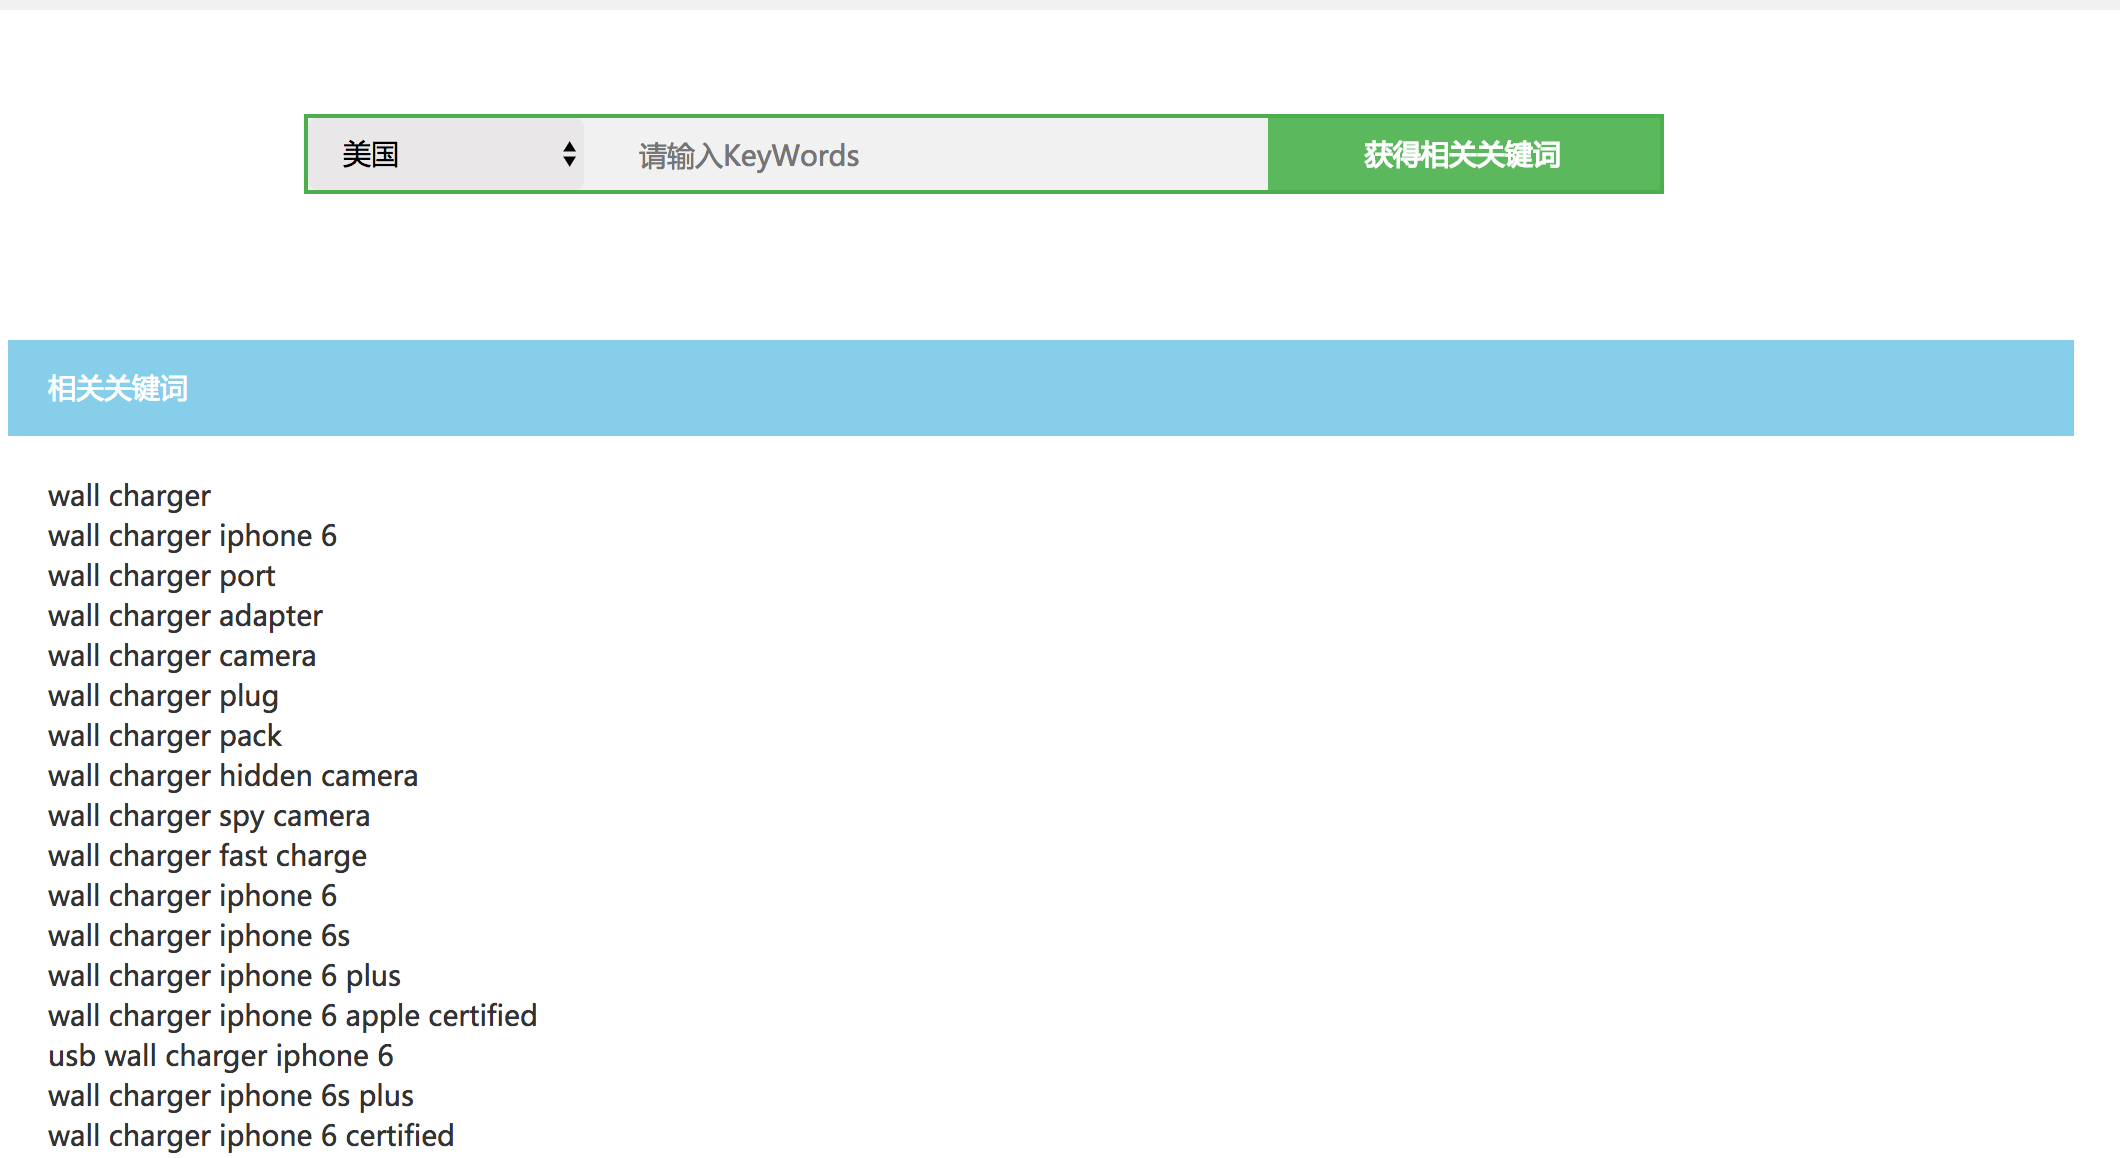 美国
请输入KeyWords
获得相关关键词
相关关键词
wall charger
wall charger iphone 6
wall charger port
wall charger adapter
wall charger camera
wall charger plug
wall charger pack
wall charger hidden camera
wall charger spy camera
wall charger fast charge
wall charger iphone 6
wall charger iphone 6s
wall charger iphone 6 plus
wall charger iphone 6 apple certified
usb wall charger iphone 6
wall charger iphone 6s plus
wall charger iphone 6 certified